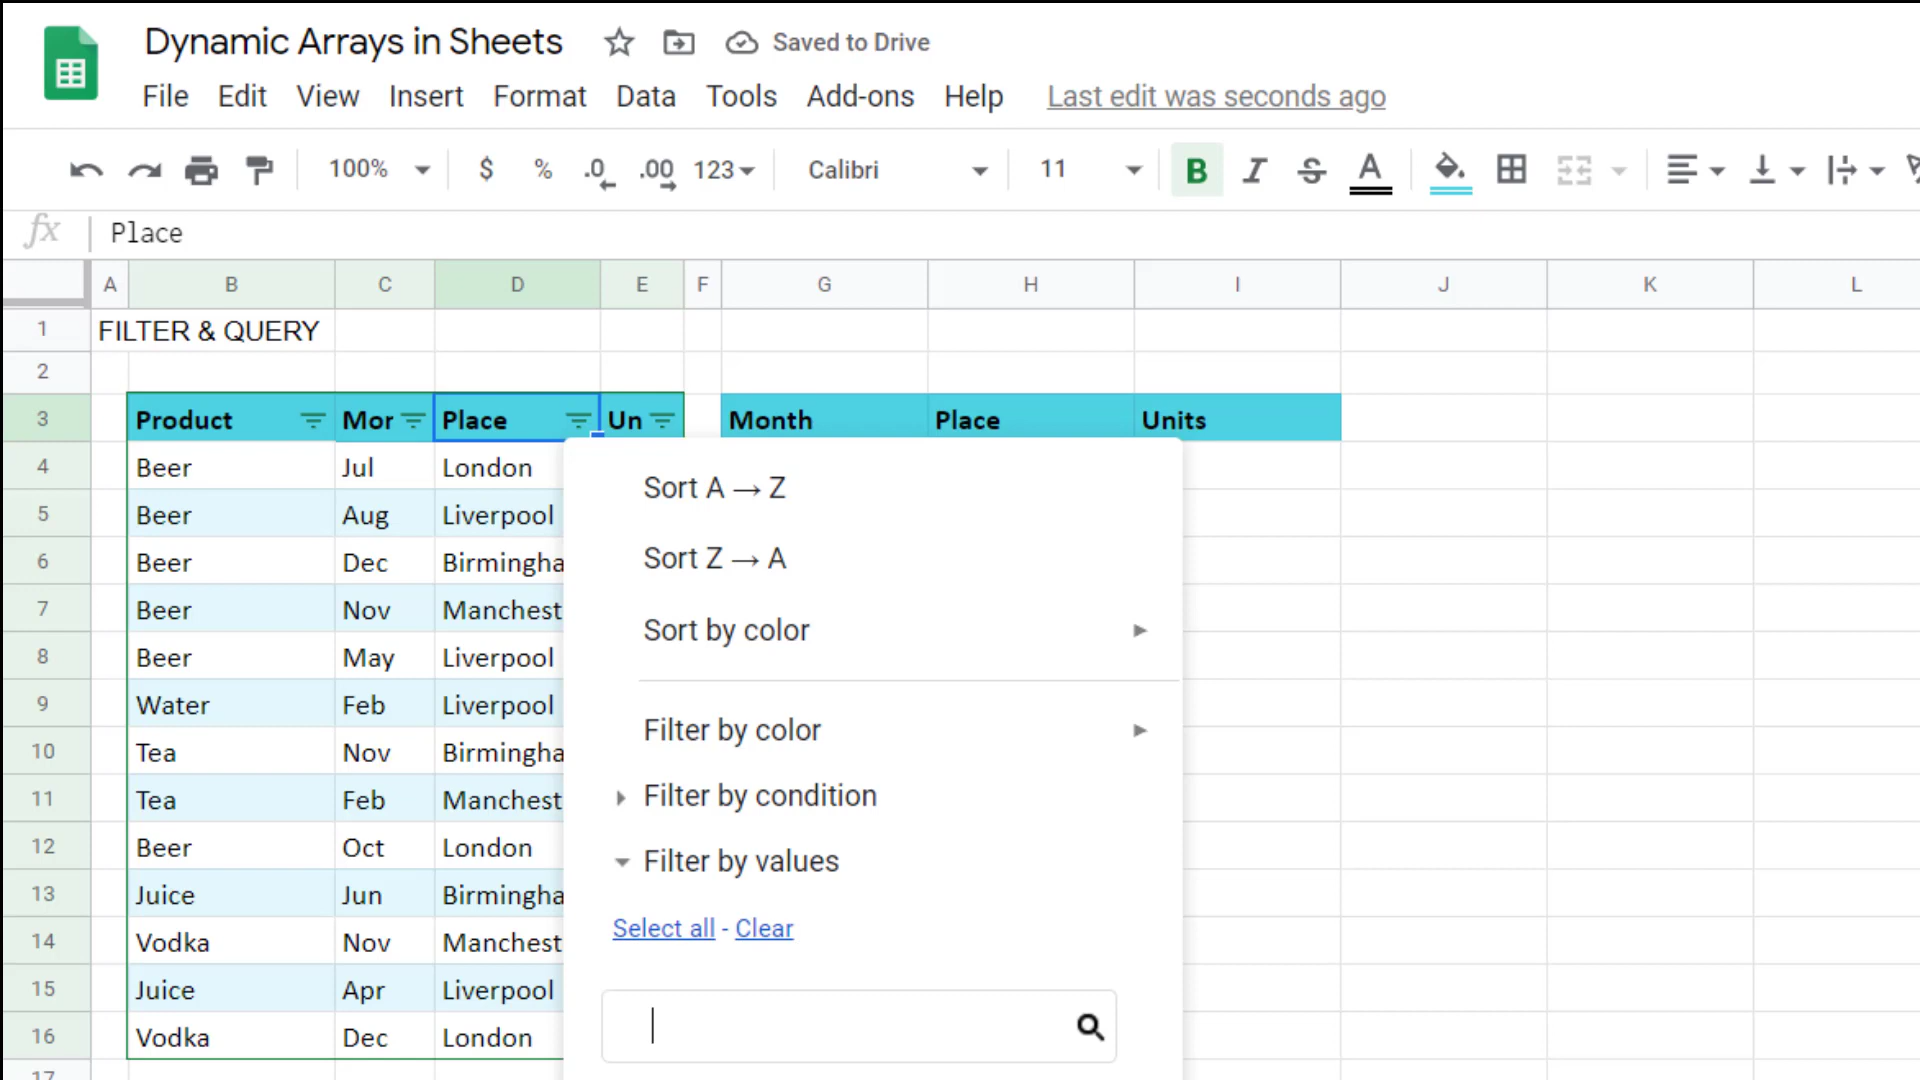 Dynamic Arrays in Sheets Saved to Drive
File Edit View Insert Format Data Tools Add-ons Help Last edit was seconds ago
100% $ % .0 .00 123 Calibri 11 B I S A
fx Place
A B C D E F G H I J K L
1 FILTER & QUERY
2
3 Product Mor Place Un Month Place Units
4 Beer Jul London
5 Beer Aug Liverpool
6 Beer Dec Birmingha
7 Beer Nov Manchest
8 Beer May Liverpool
9 Water Feb Liverpool
10 Tea Nov Birmingha
11 Tea Feb Manchest
12 Beer Oct London
13 Juice Jun Birmingha
14 Vodka Nov Manchest
15 Juice Apr Liverpool
16 Vodka Dec London
17
Sort A → Z
Sort Z → A
Sort by color
Filter by color
Filter by condition
Filter by values
Select all - Clear